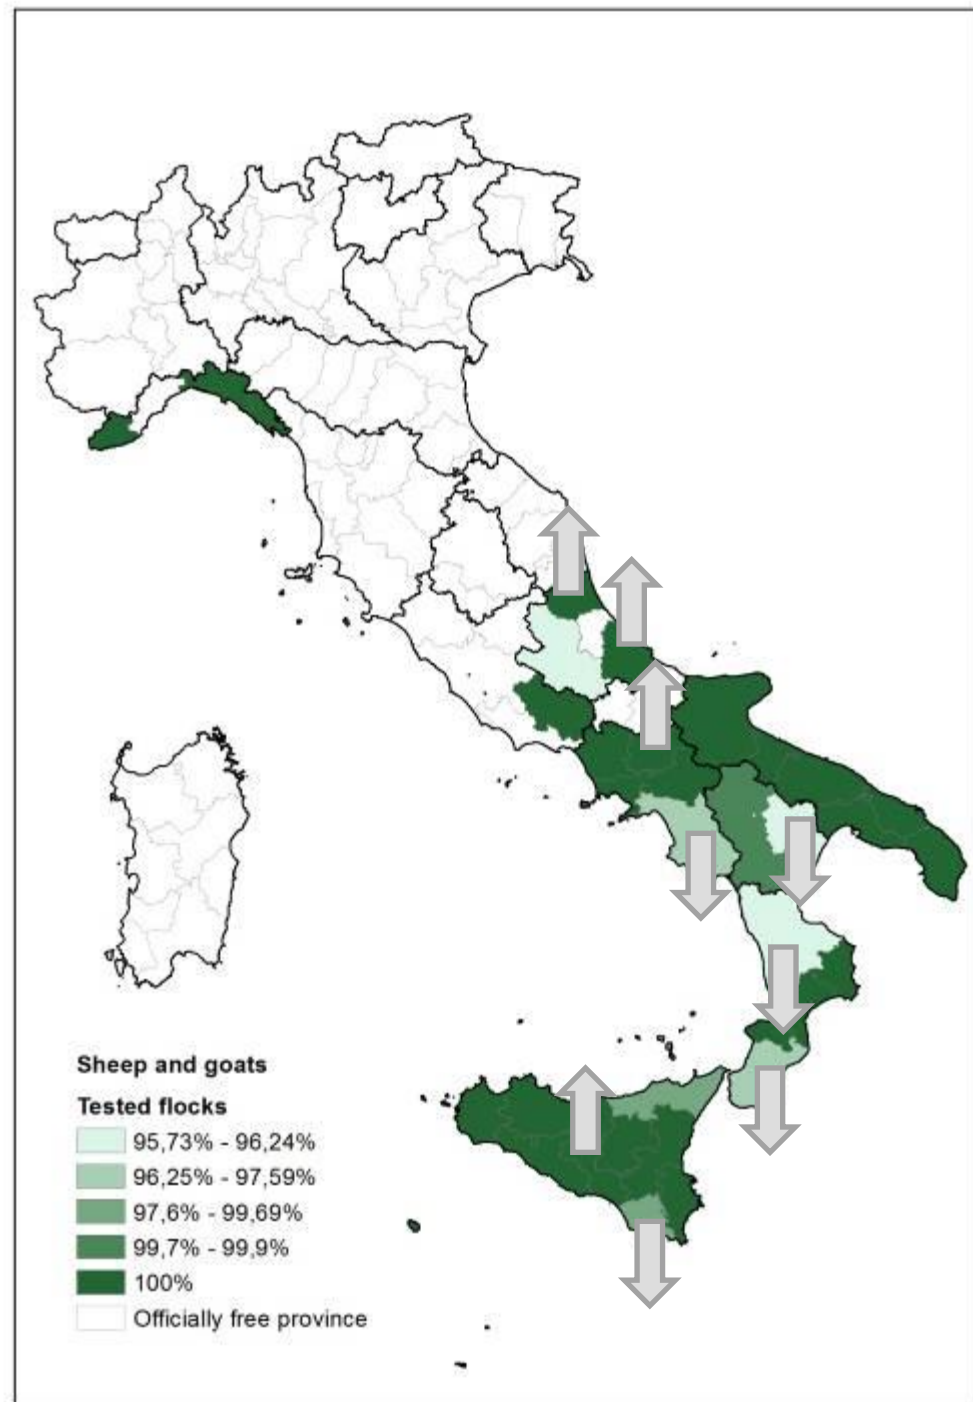 Sheep and goats
Tested flocks
95,73% - 96,24%
96,25% - 97,59%
97,6% - 99,69%
99,7% - 99,9%
100%
Officially free province